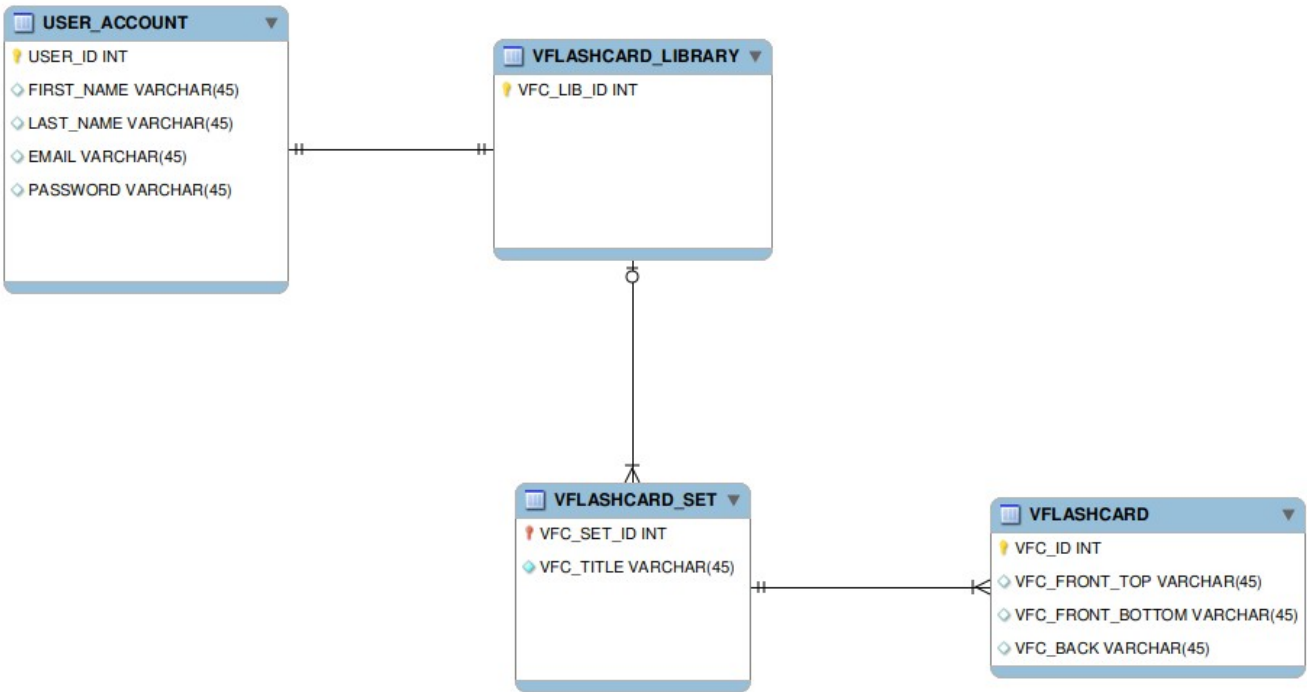 USER_ACCOUNT
USER_ID INT
FIRST_NAME VARCHAR(45)
LAST_NAME VARCHAR(45)
EMAIL VARCHAR(45)
PASSWORD VARCHAR(45)
VFLASHCARD_LIBRARY
VFC_LIB_ID INT
VFLASHCARD_SET
VFC_SET_ID INT
VFC_TITLE VARCHAR(45)
VFLASHCARD
VFC_ID INT
VFC_FRONT_TOP VARCHAR(45)
VFC_FRONT_BOTTOM VARCHAR(45)
VFC_BACK VARCHAR(45)